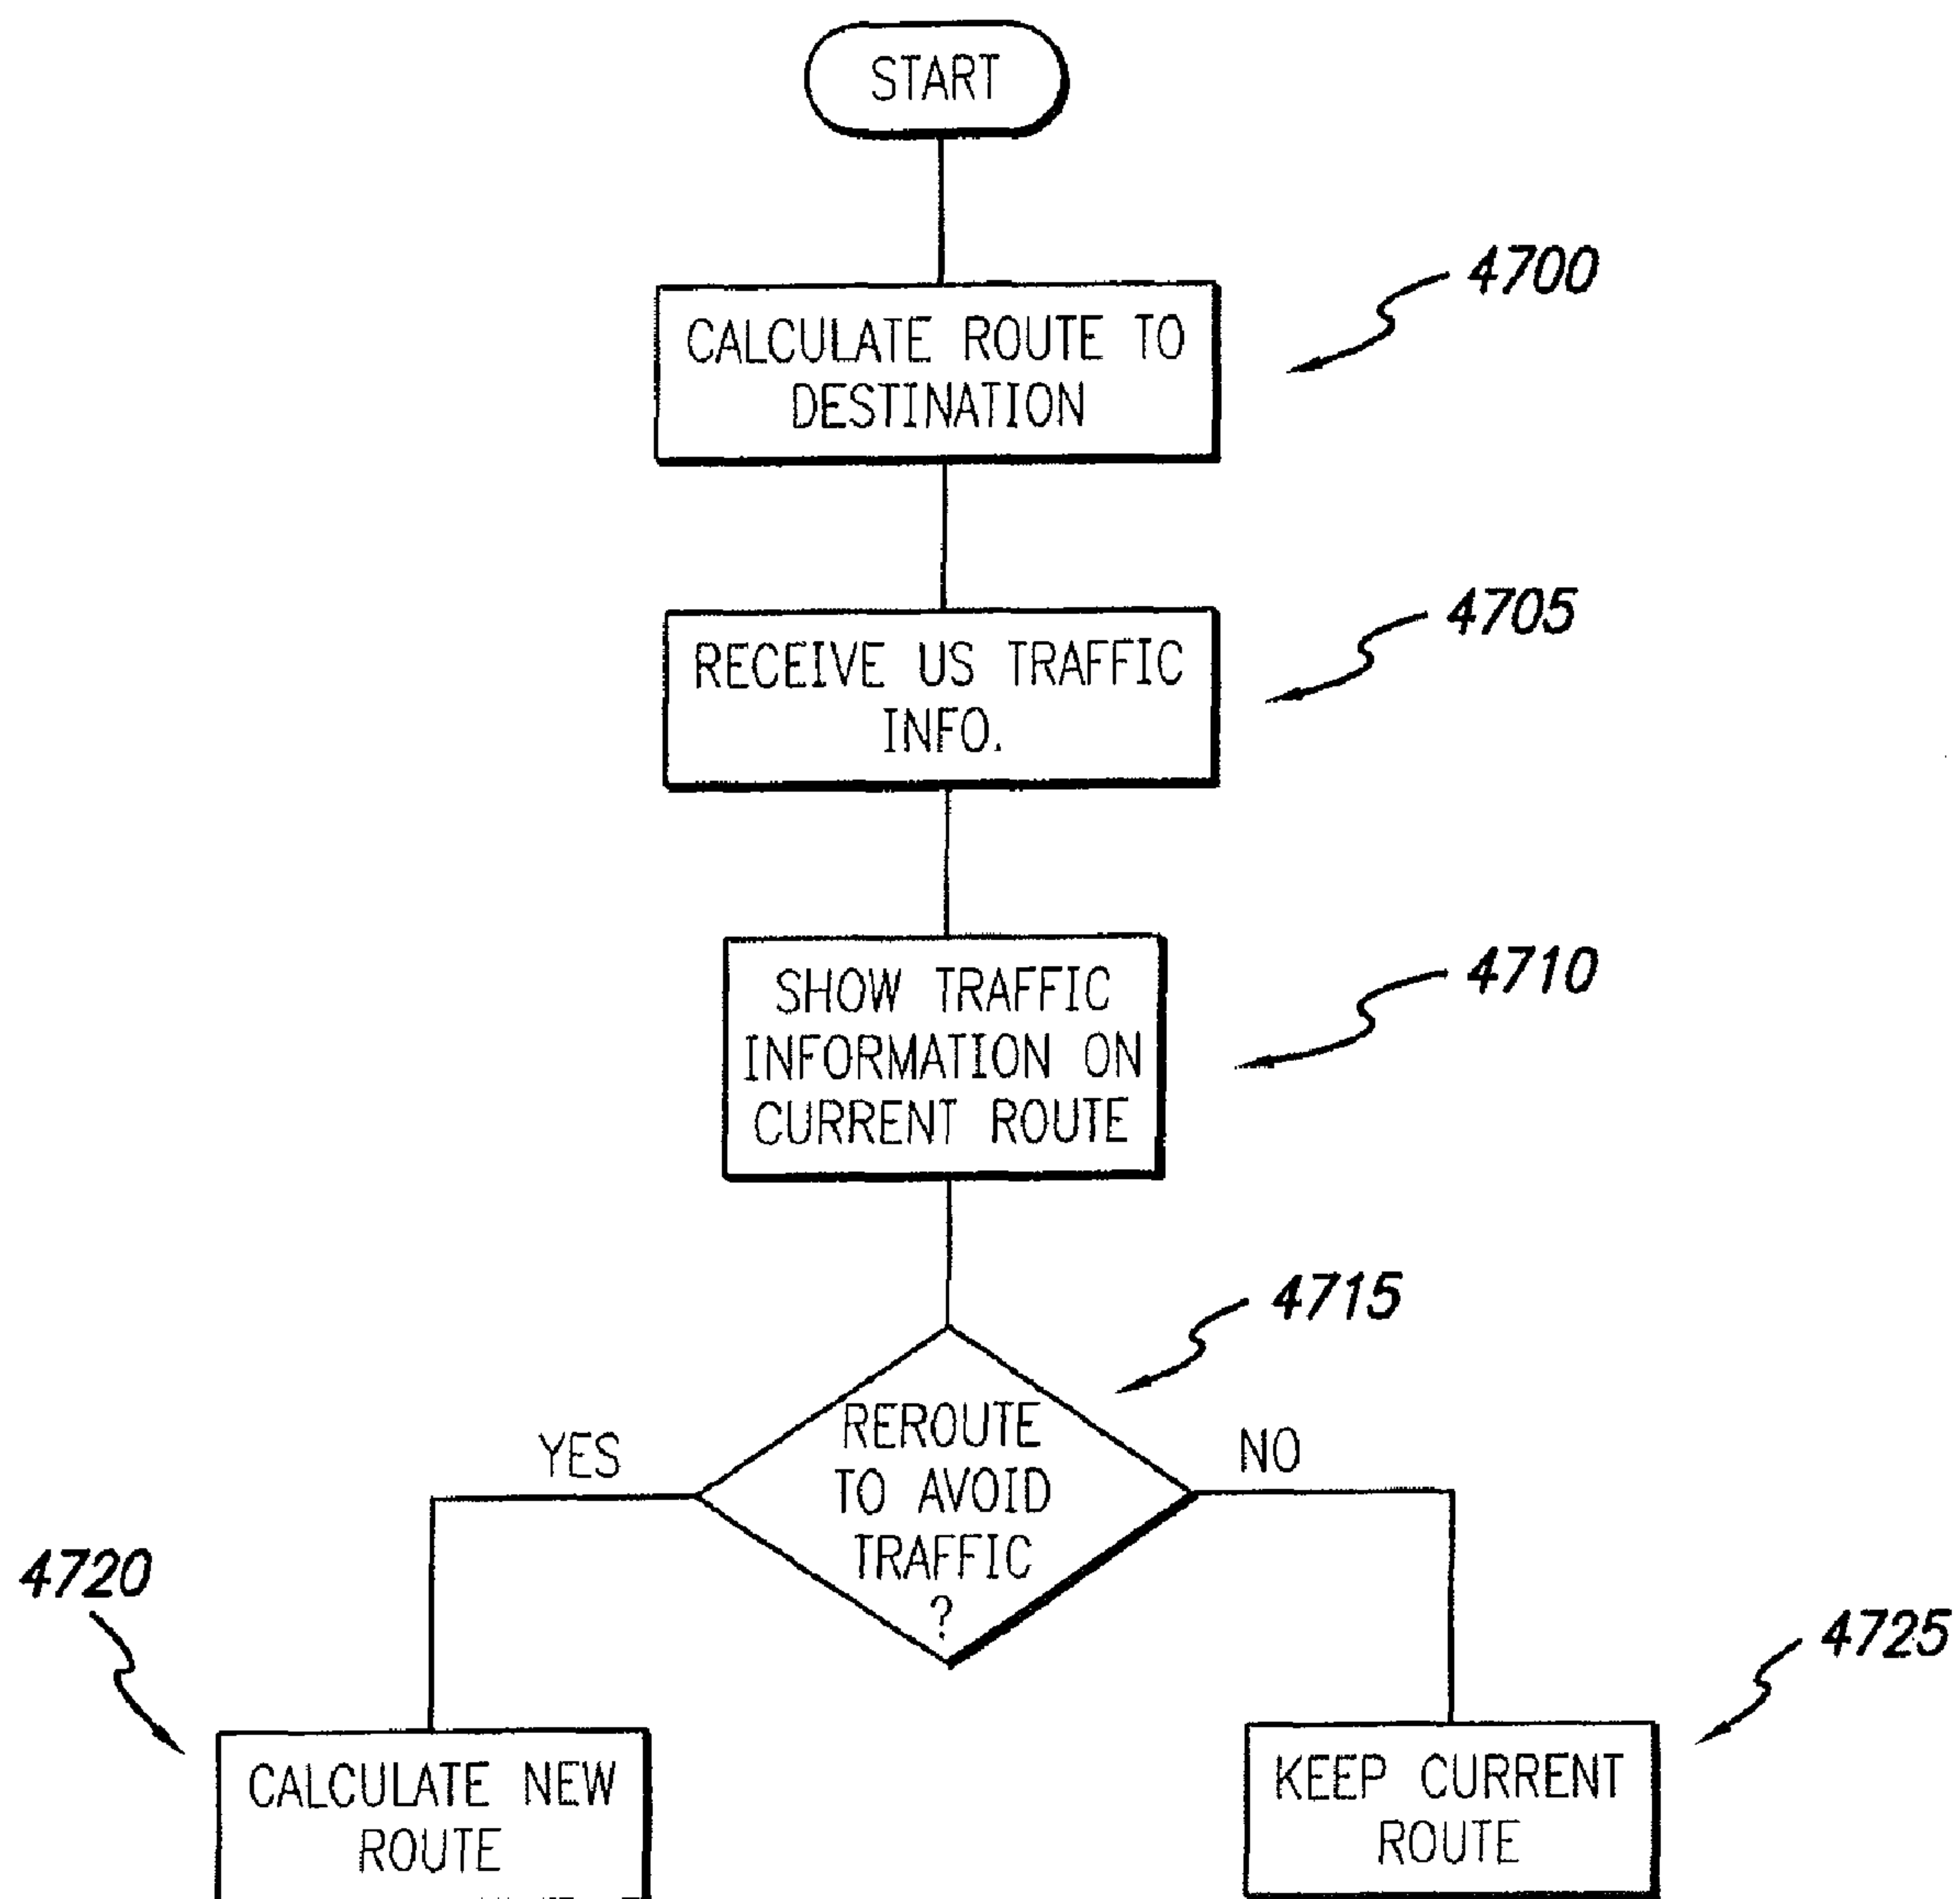 START
4700
CALCULATE ROUTE TO
DESTINATION
4705
RECEIVE US TRAFFIC
INFO.
4710
SHOW TRAFFIC
INFORMATION ON
CURRENT ROUTE
4715
REROUTE
TO AVOID
TRAFFIC
?
YES
NO
4720
4725
CALCULATE NEW
ROUTE
KEEP CURRENT
ROUTE